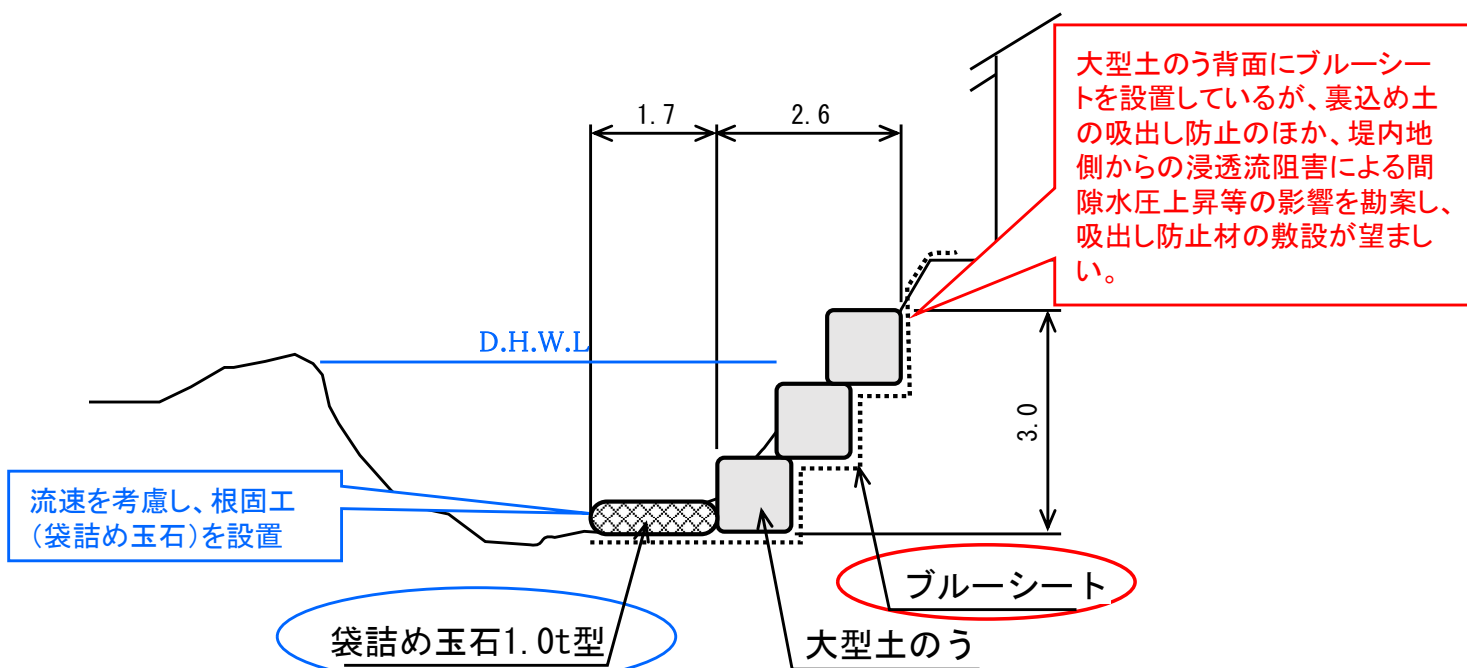 大型土のう背面にブルーシー
トを設置しているが、裏込め土
の吸出し防止のほか、堤内地
側からの浸透流阻害による間
隙水圧上昇等の影響を勘案し、
吸出し防止材の敷設が望まし
い。
1.7
2.6
D.H.W.L
3.0
流速を考慮し、根固工
（袋詰め玉石）を設置
ブルーシート
袋詰め玉石1.0t型
大型土のう